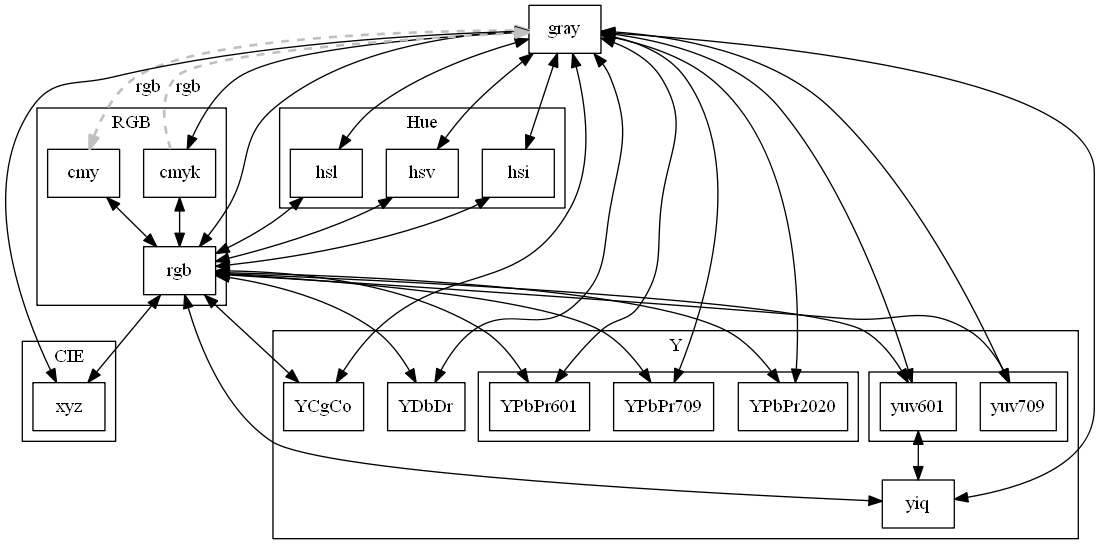 gray
rgb
rgb
RGB
Hue
cmy
cmyk
hsl
hsv
hsi
rgb
CIE
Y
xyz
YCgCo
YDbDr
YPbPr601
YPbPr709
YPbPr2020
yuv601
yuv709
yiq